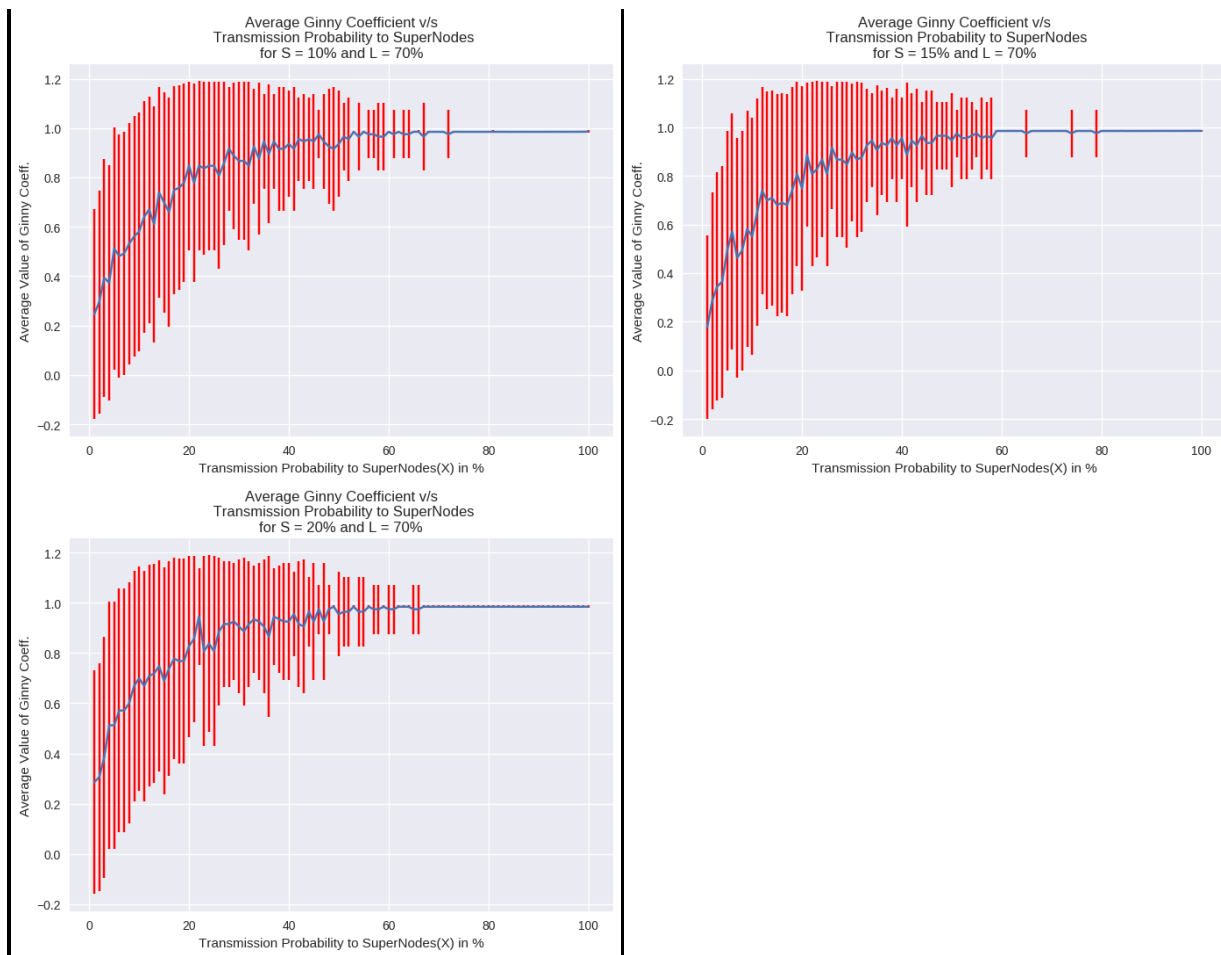 Average Ginny Coefficient v/s
Transmission Probability to SuperNodes
for S = 10% and L = 70%
Average Value of Ginny Coeff.
1.2
1.0
0.8
0.6
0.4
0.2
0.0
−0.2
0 20 40 60 80 100
Transmission Probability to SuperNodes(X) in %
Average Ginny Coefficient v/s
Transmission Probability to SuperNodes
for S = 15% and L = 70%
Average Value of Ginny Coeff.
1.2
1.0
0.8
0.6
0.4
0.2
0.0
−0.2
0 20 40 60 80 100
Transmission Probability to SuperNodes(X) in %
Average Ginny Coefficient v/s
Transmission Probability to SuperNodes
for S = 20% and L = 70%
Average Value of Ginny Coeff.
1.2
1.0
0.8
0.6
0.4
0.2
0.0
−0.2
0 20 40 60 80 100
Transmission Probability to SuperNodes(X) in %